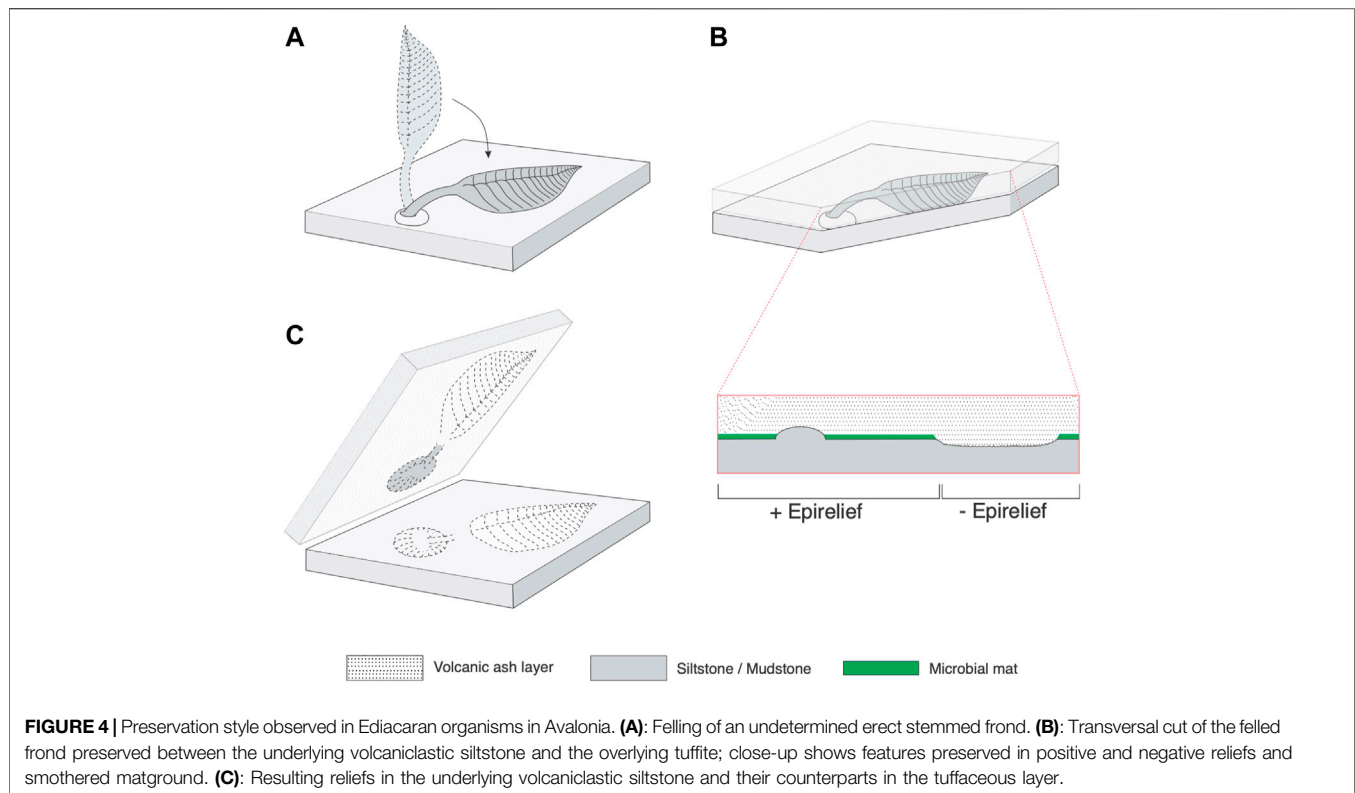 A
B
C
+ Epirelief
- Epirelief
Volcanic ash layer
Siltstone / Mudstone
Microbial mat
FIGURE 4 | Preservation style observed in Ediacaran organisms in Avalonia. (A): Felling of an undetermined erect stemmed frond. (B): Transversal cut of the felled
frond preserved between the underlying volcaniclastic siltstone and the overlying tuffite; close-up shows features preserved in positive and negative reliefs and
smothered matground. (C): Resulting reliefs in the underlying volcaniclastic siltstone and their counterparts in the tuffaceous layer.